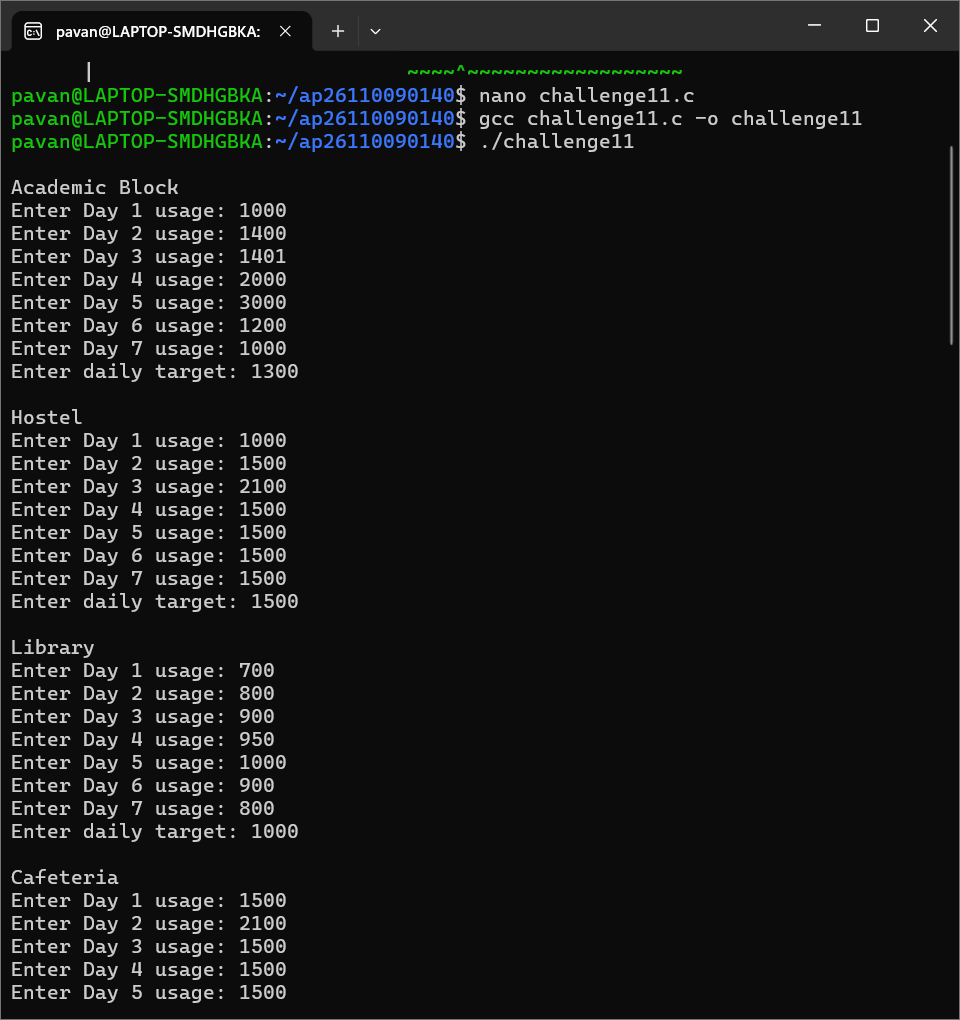 pavan@LAPTOP-SMDHGBKA:
|                          ~~~~^~~~~~~~~~~~~~~~~~~
pavan@LAPTOP-SMDHGBKA:~/ap26110090140$ nano challenge11.c
pavan@LAPTOP-SMDHGBKA:~/ap26110090140$ gcc challenge11.c -o challenge11
pavan@LAPTOP-SMDHGBKA:~/ap26110090140$ ./challenge11
Academic Block
Enter Day 1 usage: 1000
Enter Day 2 usage: 1400
Enter Day 3 usage: 1401
Enter Day 4 usage: 2000
Enter Day 5 usage: 3000
Enter Day 6 usage: 1200
Enter Day 7 usage: 1000
Enter daily target: 1300
Hostel
Enter Day 1 usage: 1000
Enter Day 2 usage: 1500
Enter Day 3 usage: 2100
Enter Day 4 usage: 1500
Enter Day 5 usage: 1500
Enter Day 6 usage: 1500
Enter Day 7 usage: 1500
Enter daily target: 1500
Library
Enter Day 1 usage: 700
Enter Day 2 usage: 800
Enter Day 3 usage: 900
Enter Day 4 usage: 950
Enter Day 5 usage: 1000
Enter Day 6 usage: 900
Enter Day 7 usage: 800
Enter daily target: 1000
Cafeteria
Enter Day 1 usage: 1500
Enter Day 2 usage: 2100
Enter Day 3 usage: 1500
Enter Day 4 usage: 1500
Enter Day 5 usage: 1500